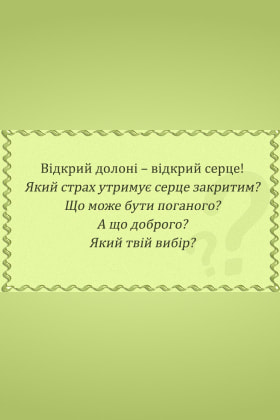 Відкрий долоні – відкрий серце!
Який страх утримує серце закритим?
Що може бути поганого?
А що доброго?
Який твій вибір?